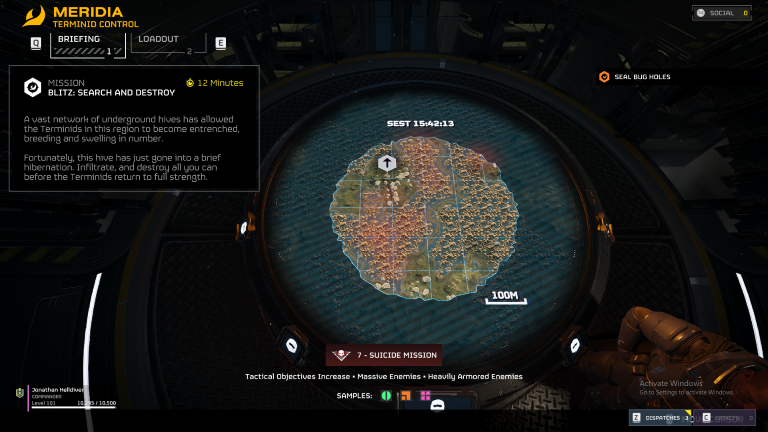 MERIDIA
TERMINID CONTROL
SOCIAL 0
Q
BRIEFING
1
LOADOUT
2
E
MISSION
BLITZ: SEARCH AND DESTROY
12 Minutes
A vast network of underground hives has allowed
the Terminids in this region to become entrenched,
breeding and swelling in number.
Fortunately, this hive has just gone into a brief
hibernation. Infiltrate, and destroy all you can
before the Terminids return to full strength.
SEAL BUG HOLES
SEST 15:42:13
100M
7 - SUICIDE MISSION
Tactical Objectives Increase • Massive Enemies • Heavily Armored Enemies
SAMPLES:
Jonathan Helldiver
COMMANDER
Level 101
Activate Windows
Go to Settings to activate Windows.
Z
DISPATCHES
3
C
0